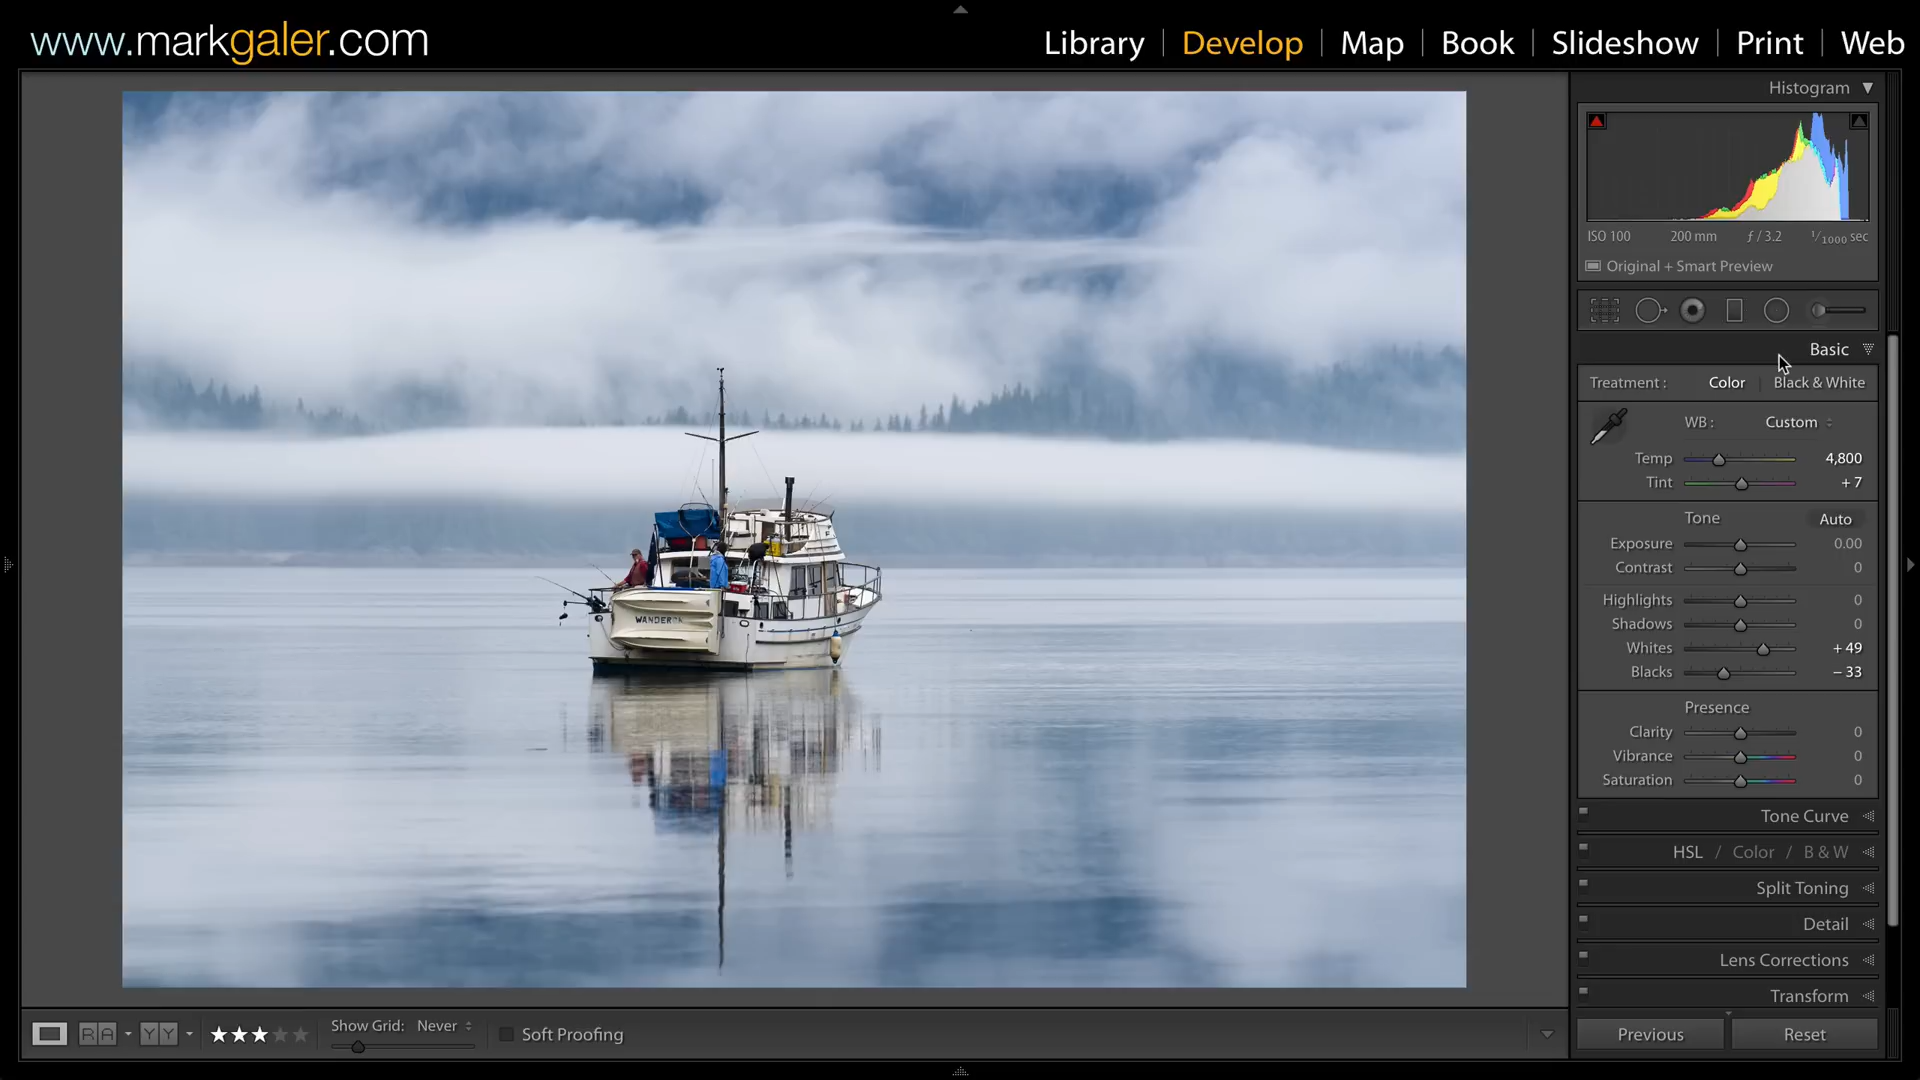 www.markgaler.com
Library | Develop | Map | Book | Slideshow | Print | Web
Histogram
ISO 100 200 mm ƒ / 3.2 1/1000 sec
Original + Smart Preview
Basic
Treatment : Color | Black & White
WB : Custom
Temp 4,800
Tint + 7
Tone Auto
Exposure 0.00
Contrast 0
Highlights 0
Shadows 0
Whites + 49
Blacks – 33
Presence
Clarity 0
Vibrance 0
Saturation 0
Tone Curve
HSL / Color / B & W
Split Toning
Detail
Lens Corrections
Transform
Previous Reset
R A Y Y Show Grid: Never Soft Proofing